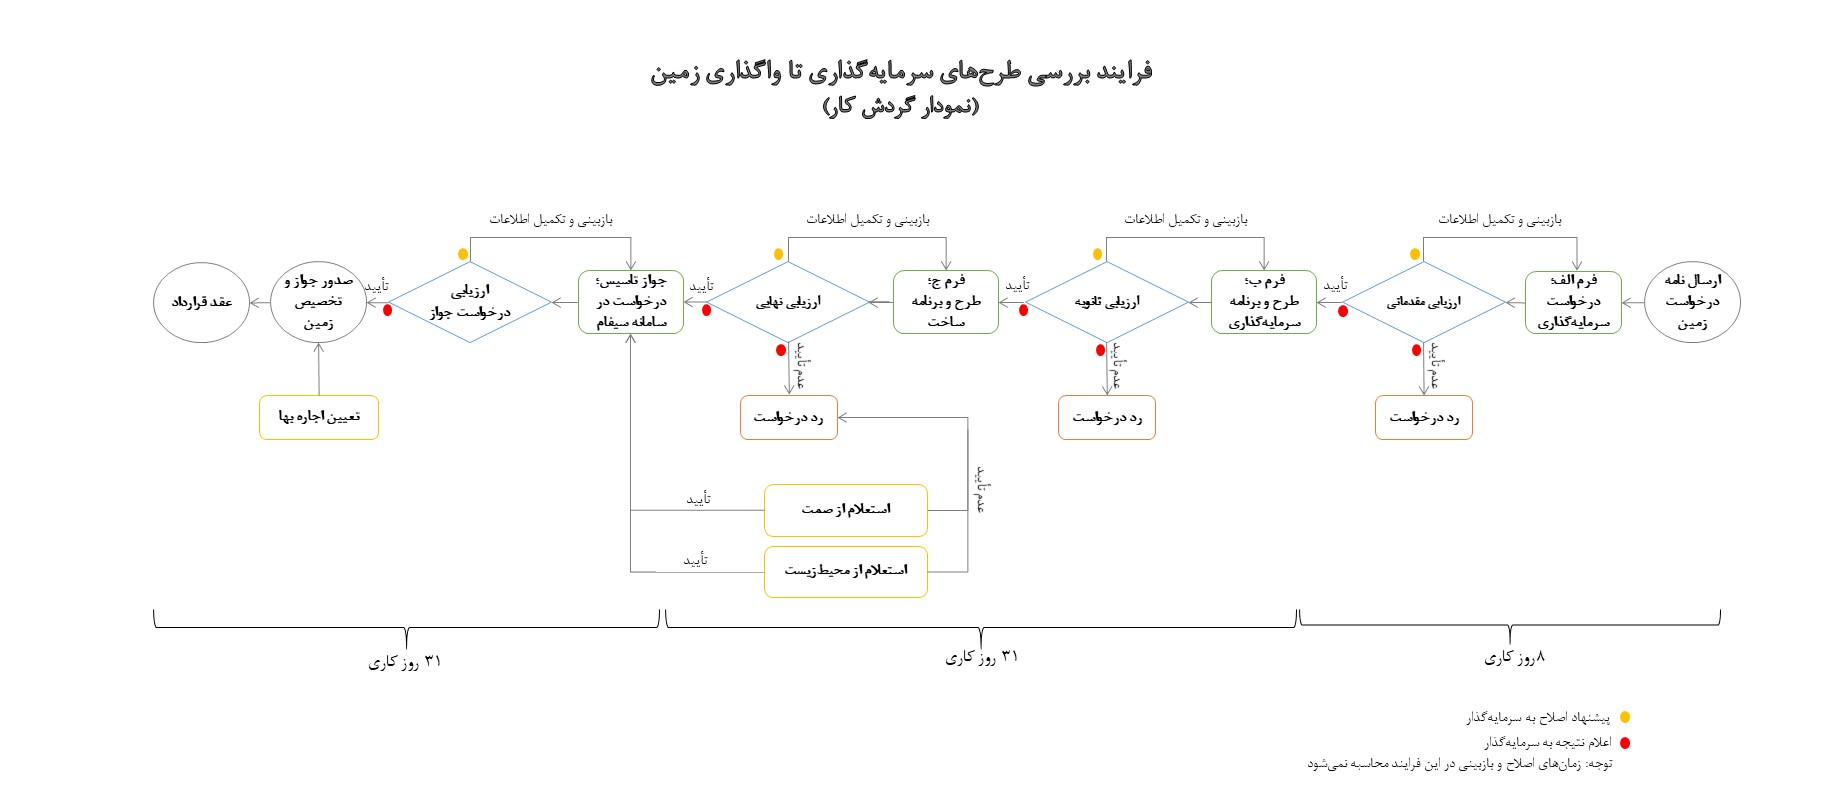 فرایند بررسی طرح‌های سرمایه‌گذاری تا واگذاری زمین
(نمودار گردش کار)
بازبینی و تکمیل اطلاعات
بازبینی و تکمیل اطلاعات
بازبینی و تکمیل اطلاعات
بازبینی و تکمیل اطلاعات
ارسال نامه
درخواست
زمین
فرم الف؛
درخواست
سرمایه‌گذاری
ارزیابی مقدماتی
تأیید
عدم تأیید
رد درخواست
فرم ب؛
طرح و برنامه
سرمایه‌گذاری
ارزیابی ثانویه
تأیید
عدم تأیید
رد درخواست
فرم ج؛
طرح و برنامه
ساخت
ارزیابی نهایی
تأیید
عدم تأیید
رد درخواست
جواز تاسیس؛
درخواست در
سامانه سیفام
ارزیابی
درخواست جواز
تأیید
صدور جواز و
تخصیص
زمین
عقد قرارداد
تعیین اجاره بها
عدم تأیید
استعلام از صمت
تأیید
استعلام از محیط‌زیست
تأیید
۸روز کاری
۳۱ روز کاری
۳۱ روز کاری
پیشنهاد اصلاح به سرمایه‌گذار
اعلام نتیجه به سرمایه‌گذار
توجه: زمان‌های اصلاح و بازبینی در این فرایند محاسبه نمی‌شود